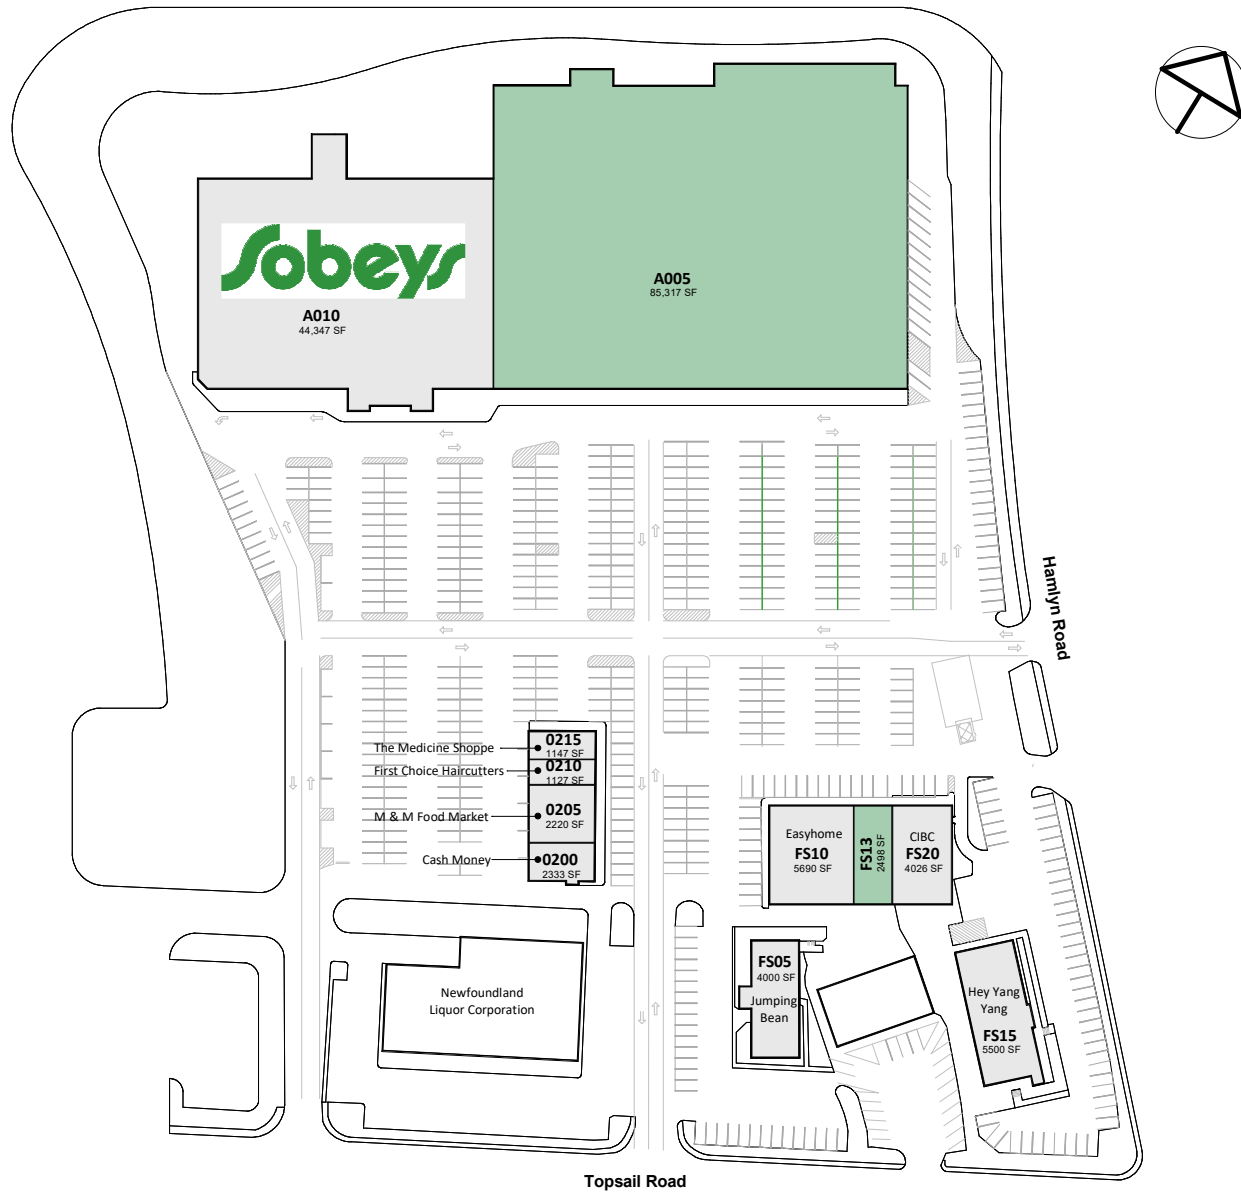 Sobeys
A010
44,347 SF
A005
85,317 SF
Hamlyn Road
The Medicine Shoppe
0215
1147 SF
First Choice Haircutters
0210
1127 SF
M & M Food Market
0205
2220 SF
Cash Money
0200
2333 SF
Easyhome
FS10
5690 SF
FS13
2498 SF
CIBC
FS20
4026 SF
Newfoundland
Liquor Corporation
FS05
4000 SF
Jumping
Bean
Hey Yang
Yang
FS15
5500 SF
Topsail Road